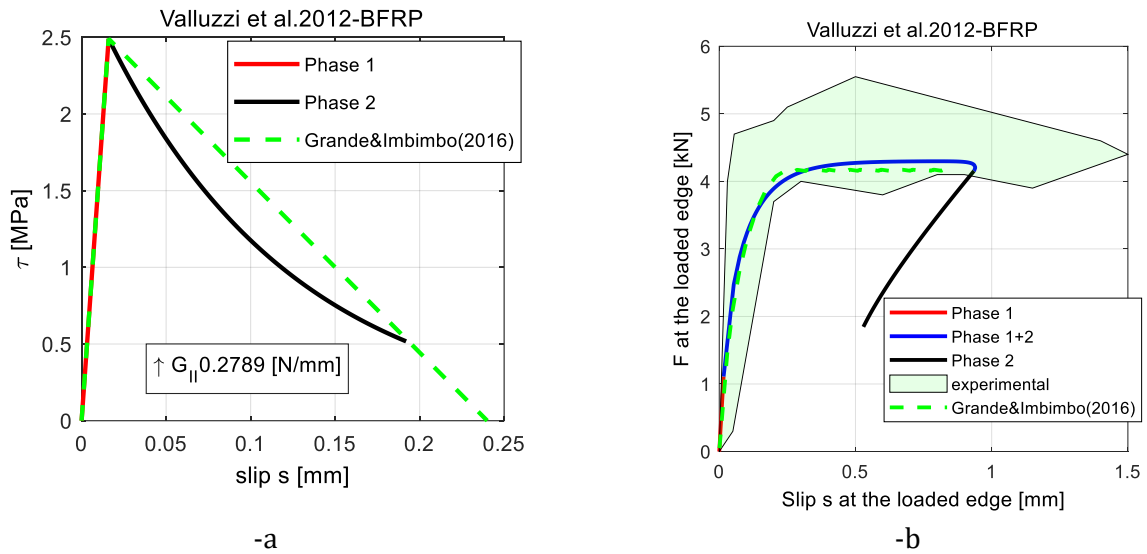 Valluzzi et al.2012-BFRP
2.5
2
1.5
1
0.5
0
τ [MPa]
Phase 1
Phase 2
Grande&Imbimbo(2016)
↑ G_II0.2789 [N/mm]
0 0.05 0.1 0.15 0.2 0.25
slip s [mm]
-a
Valluzzi et al.2012-BFRP
6
5
4
3
2
1
0
F at the loaded edge [kN]
Phase 1
Phase 1+2
Phase 2
experimental
Grande&Imbimbo(2016)
0 0.5 1 1.5
Slip s at the loaded edge [mm]
-b